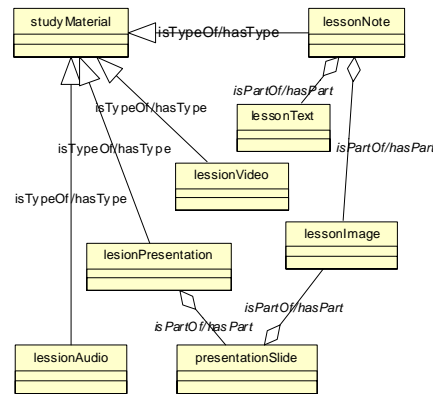 studyMaterial
isTypeOf/hasType
lessonNote
isPartOf/hasPart
isTypeOf/hasType
lessonText
isTypeOf/hasType
isPartOf/hasPart
lessionVideo
isTypeOf/hasType
lessonImage
lesionPresentation
isPartOf/hasPart
isPartOf/hasPart
lessionAudio
presentationSlide